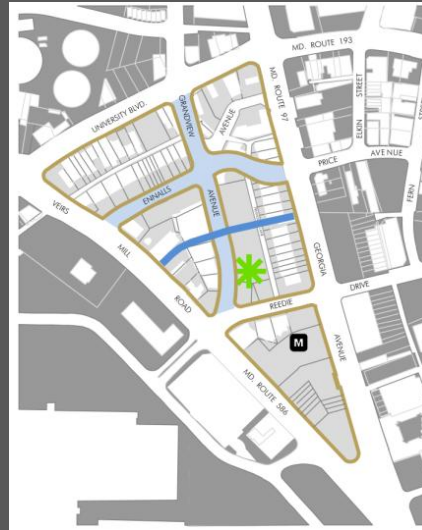 MD. ROUTE 193
UNIVERSITY BLVD.
GRANDVIEW
AVENUE
MD. ROUTE 97
ELKIN
STREET
PRICE AVENUE
FERN
VEIRS
MILL
ROAD
ENNALLS
AVENUE
GEORGIA
AVENUE
REEDIE
DRIVE
M
MD. ROUTE 586